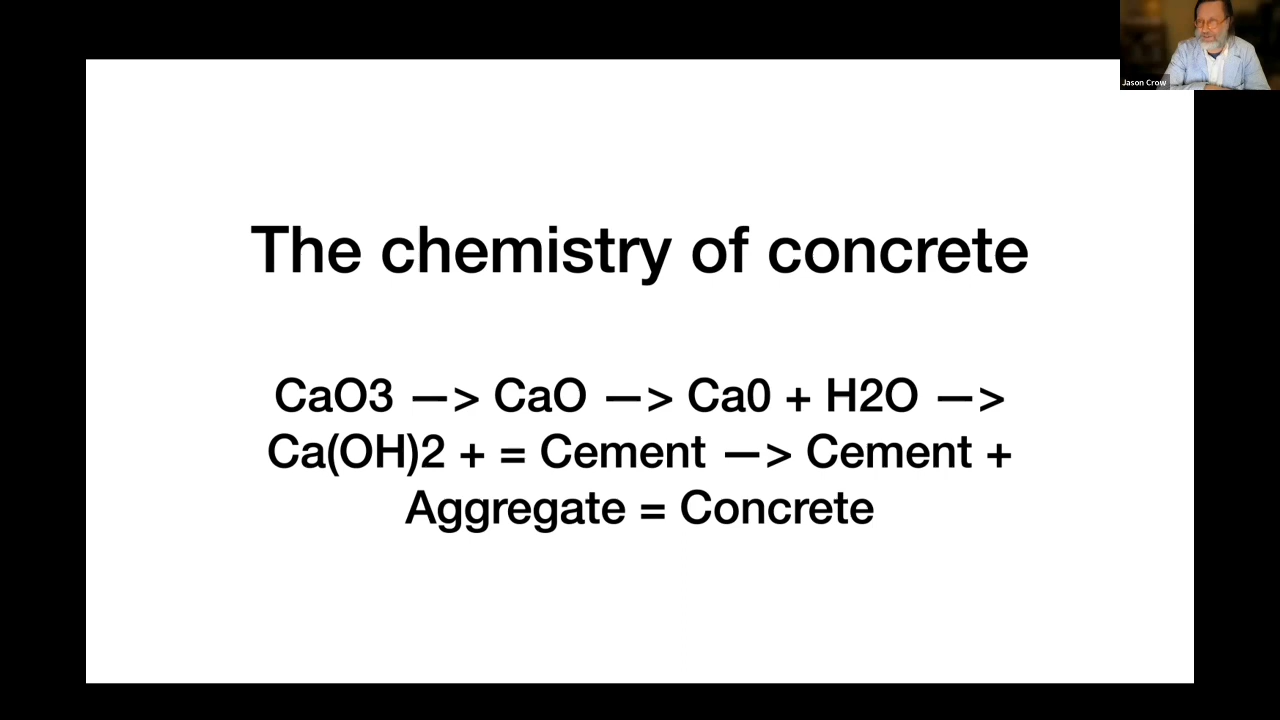 Jason Crow
The chemistry of concrete
CaO3 —> CaO —> Ca0 + H2O —>
Ca(OH)2 + = Cement —> Cement +
Aggregate = Concrete